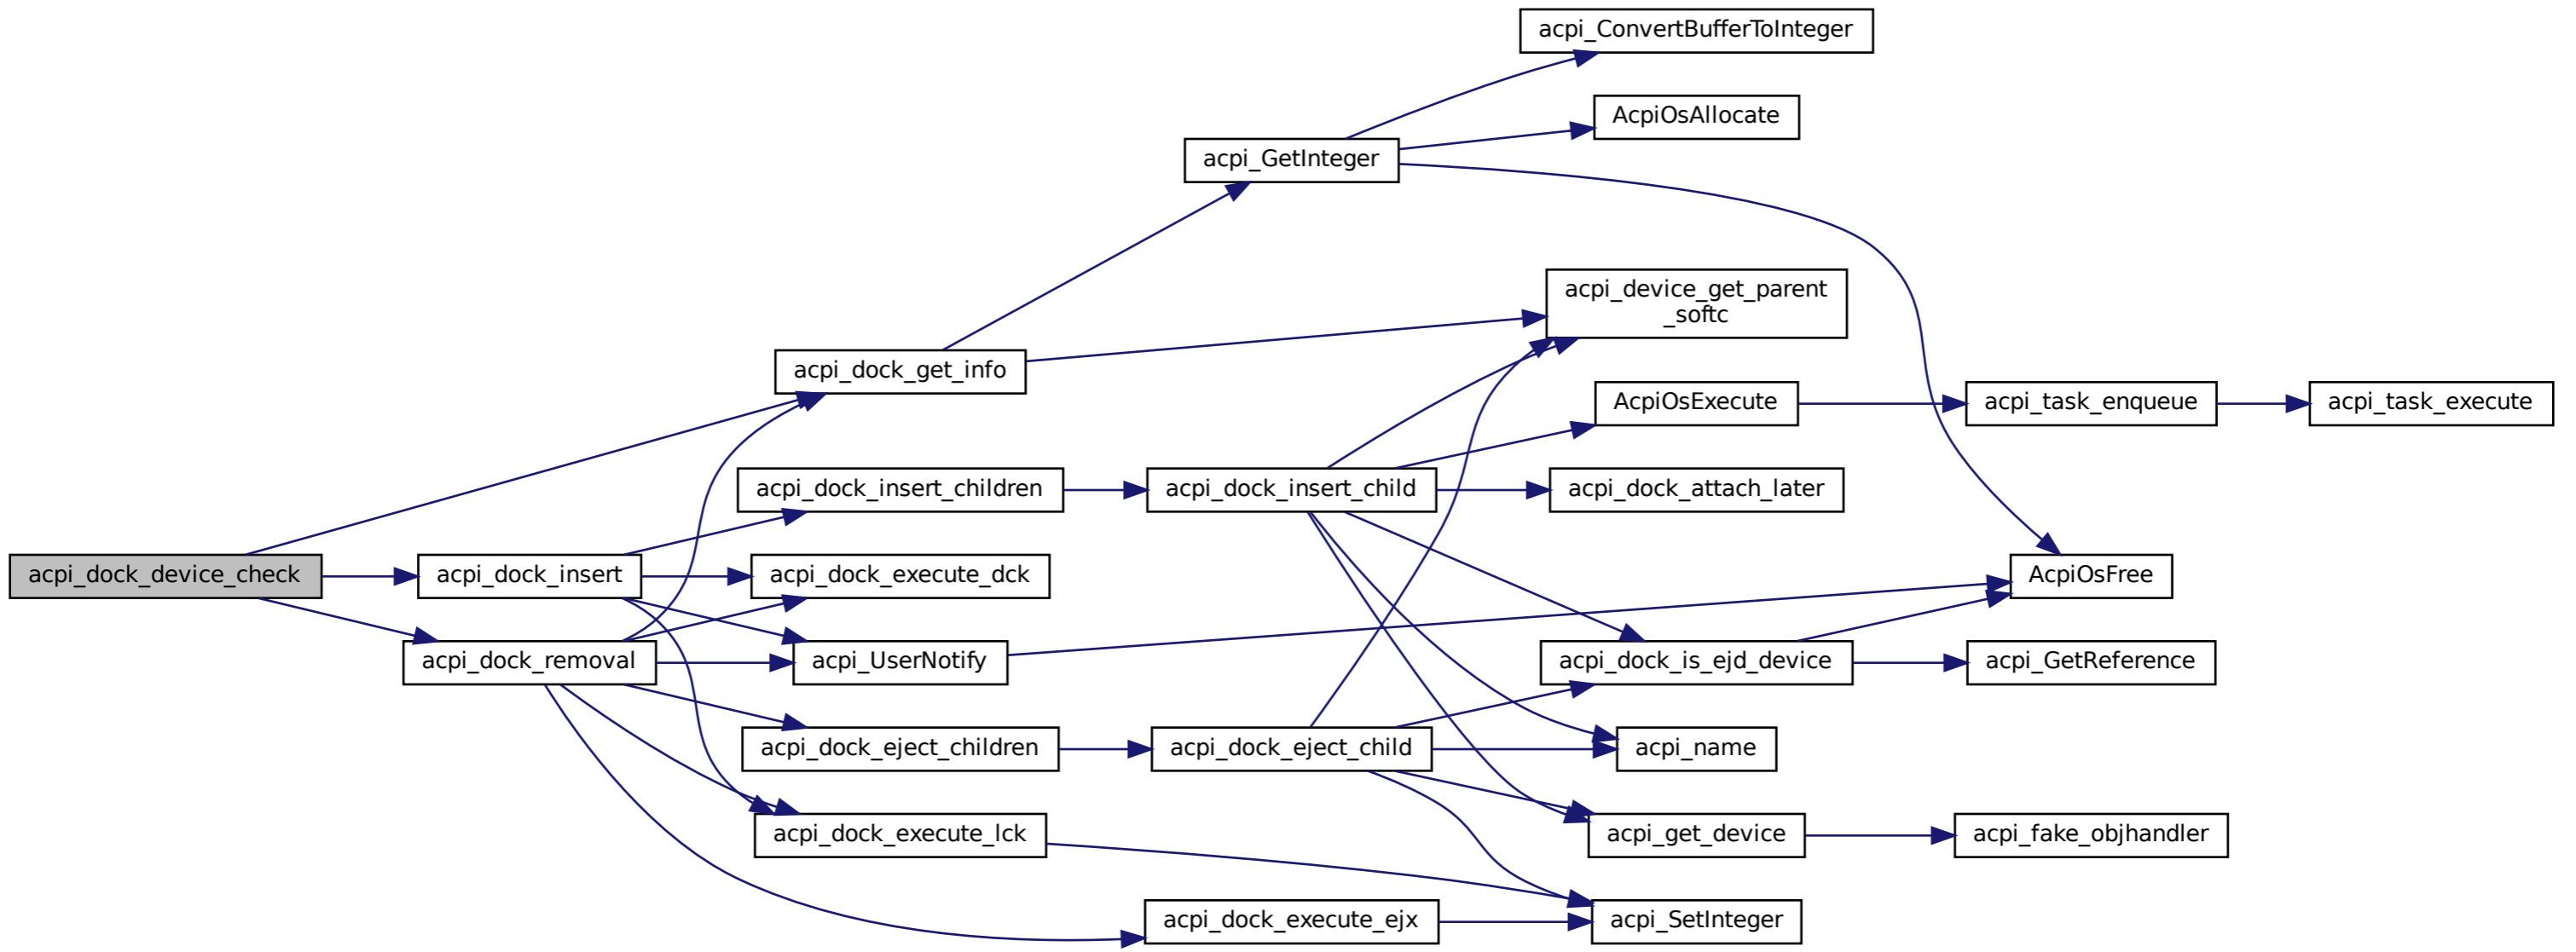 acpi_ConvertBufferToInteger
AcpiOsAllocate
acpi_GetInteger
acpi_device_get_parent
_softc
acpi_dock_get_info
AcpiOsExecute
acpi_task_enqueue
acpi_task_execute
acpi_dock_insert_children
acpi_dock_insert_child
acpi_dock_attach_later
acpi_dock_device_check
acpi_dock_insert
acpi_dock_execute_dck
AcpiOsFree
acpi_dock_removal
acpi_UserNotify
acpi_dock_is_ejd_device
acpi_GetReference
acpi_dock_eject_children
acpi_dock_eject_child
acpi_name
acpi_dock_execute_lck
acpi_get_device
acpi_fake_objhandler
acpi_dock_execute_ejx
acpi_SetInteger